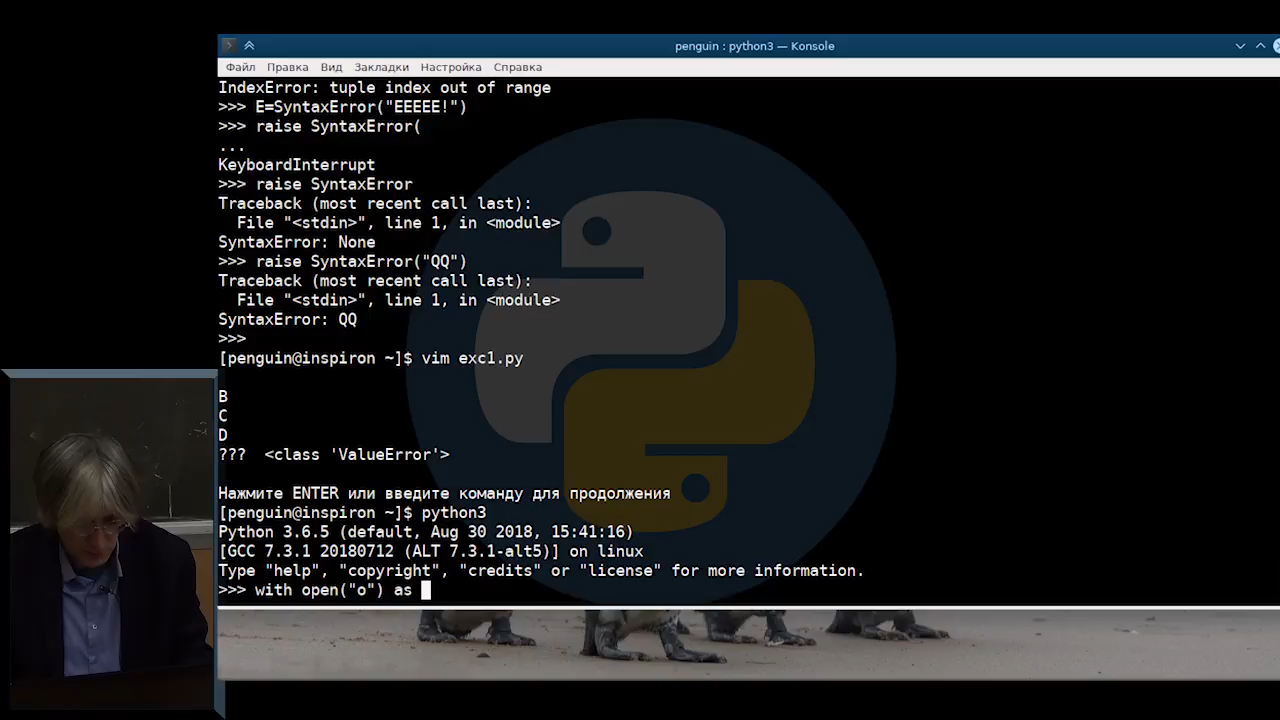 penguin : python3 — Konsole
Файл Правка Вид Закладки Настройка Справка
IndexError: tuple index out of range
>>> E=SyntaxError("EEEEE!")
>>> raise SyntaxError(
...
KeyboardInterrupt
>>> raise SyntaxError
Traceback (most recent call last):
  File "<stdin>", line 1, in <module>
SyntaxError: None
>>> raise SyntaxError("QQ")
Traceback (most recent call last):
  File "<stdin>", line 1, in <module>
SyntaxError: QQ
>>>
[penguin@inspiron ~]$ vim exc1.py
B
C
D
???  <class 'ValueError'>
Нажмите ENTER или введите команду для продолжения
[penguin@inspiron ~]$ python3
Python 3.6.5 (default, Aug 30 2018, 15:41:16)
[GCC 7.3.1 20180712 (ALT 7.3.1-alt5)] on linux
Type "help", "copyright", "credits" or "license" for more information.
>>> with open("o") as